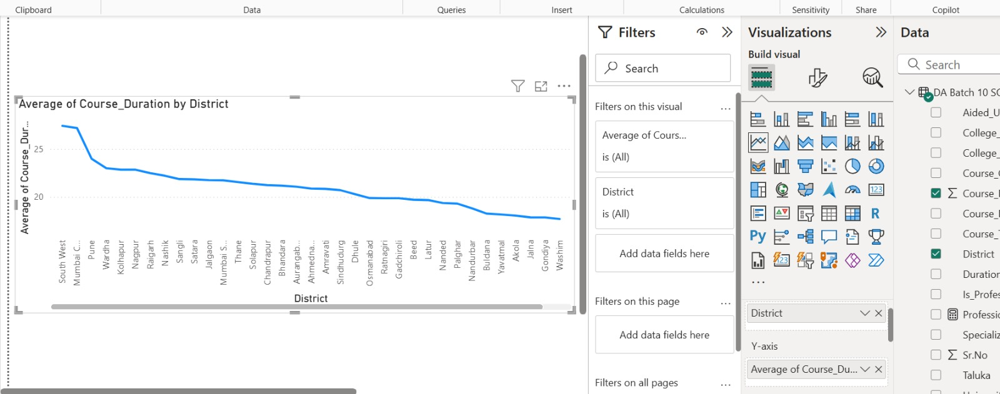 Clipboard
Data
Queries
Insert
Calculations
Sensitivity
Share
Copilot
Average of Course_Duration by District
Average of Course_Dur...
25
20
South West
Mumbai C...
Pune
Wardha
Kolhapur
Nagpur
Raigarh
Nashik
Sangli
Satara
Jalgaon
Mumbai S...
Thane
Solapur
Chandrapur
Bhandara
Aurangab...
Ahmedna...
Amravati
Sindhudurg
Dhule
Osmanabad
Ratnagiri
Gadchiroli
Beed
Latur
Nanded
Palghar
Nandurbar
Buldana
Yavatmal
Akola
Jalna
Gondiya
Washim
District
Filters
Search
Filters on this visual
...
Average of Cours...
is (All)
District
is (All)
Add data fields here
Filters on this page
...
Add data fields here
Filters on all pages
...
Visualizations
Build visual
123
R
Py
123
...
District
Y-axis
Average of Course_Du...
Data
Search
DA Batch 10 SC
Aided_U
College_
College_
Course_C
Course_
Course_
Course_T
District
Duration
Is_Profes
Professio
Specializ
Sr.No
Taluka